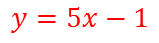 y = 5x − 1